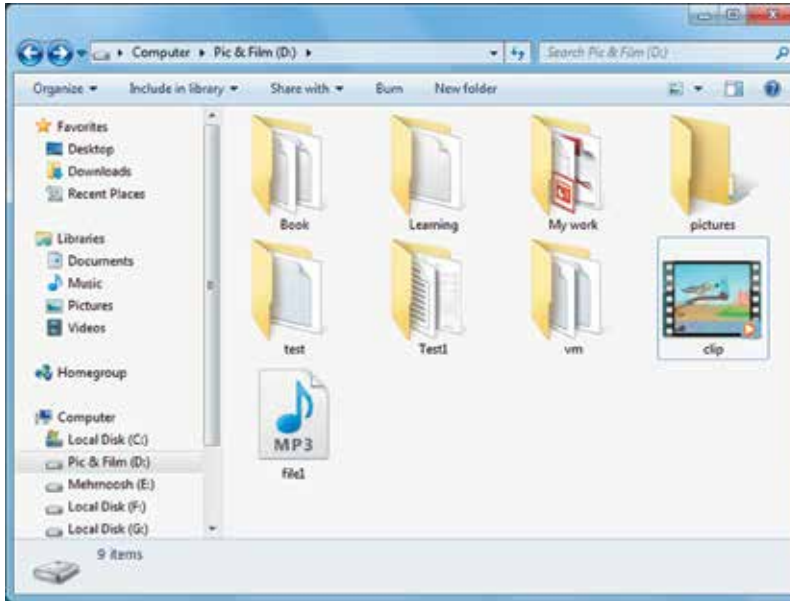 Computer Pic & Film (D:)
Search Pic & Film (D:)
Organize Include in library Share with Burn New folder
Favorites
Desktop
Downloads
Recent Places
Libraries
Documents
Music
Pictures
Videos
Homegroup
Computer
Local Disk (C:)
Pic & Film (D:)
Mehmoosh (E:)
Local Disk (F:)
Local Disk (G:)
Book Learning My work pictures
test Test1 vm clip
MP3
file1
9 items